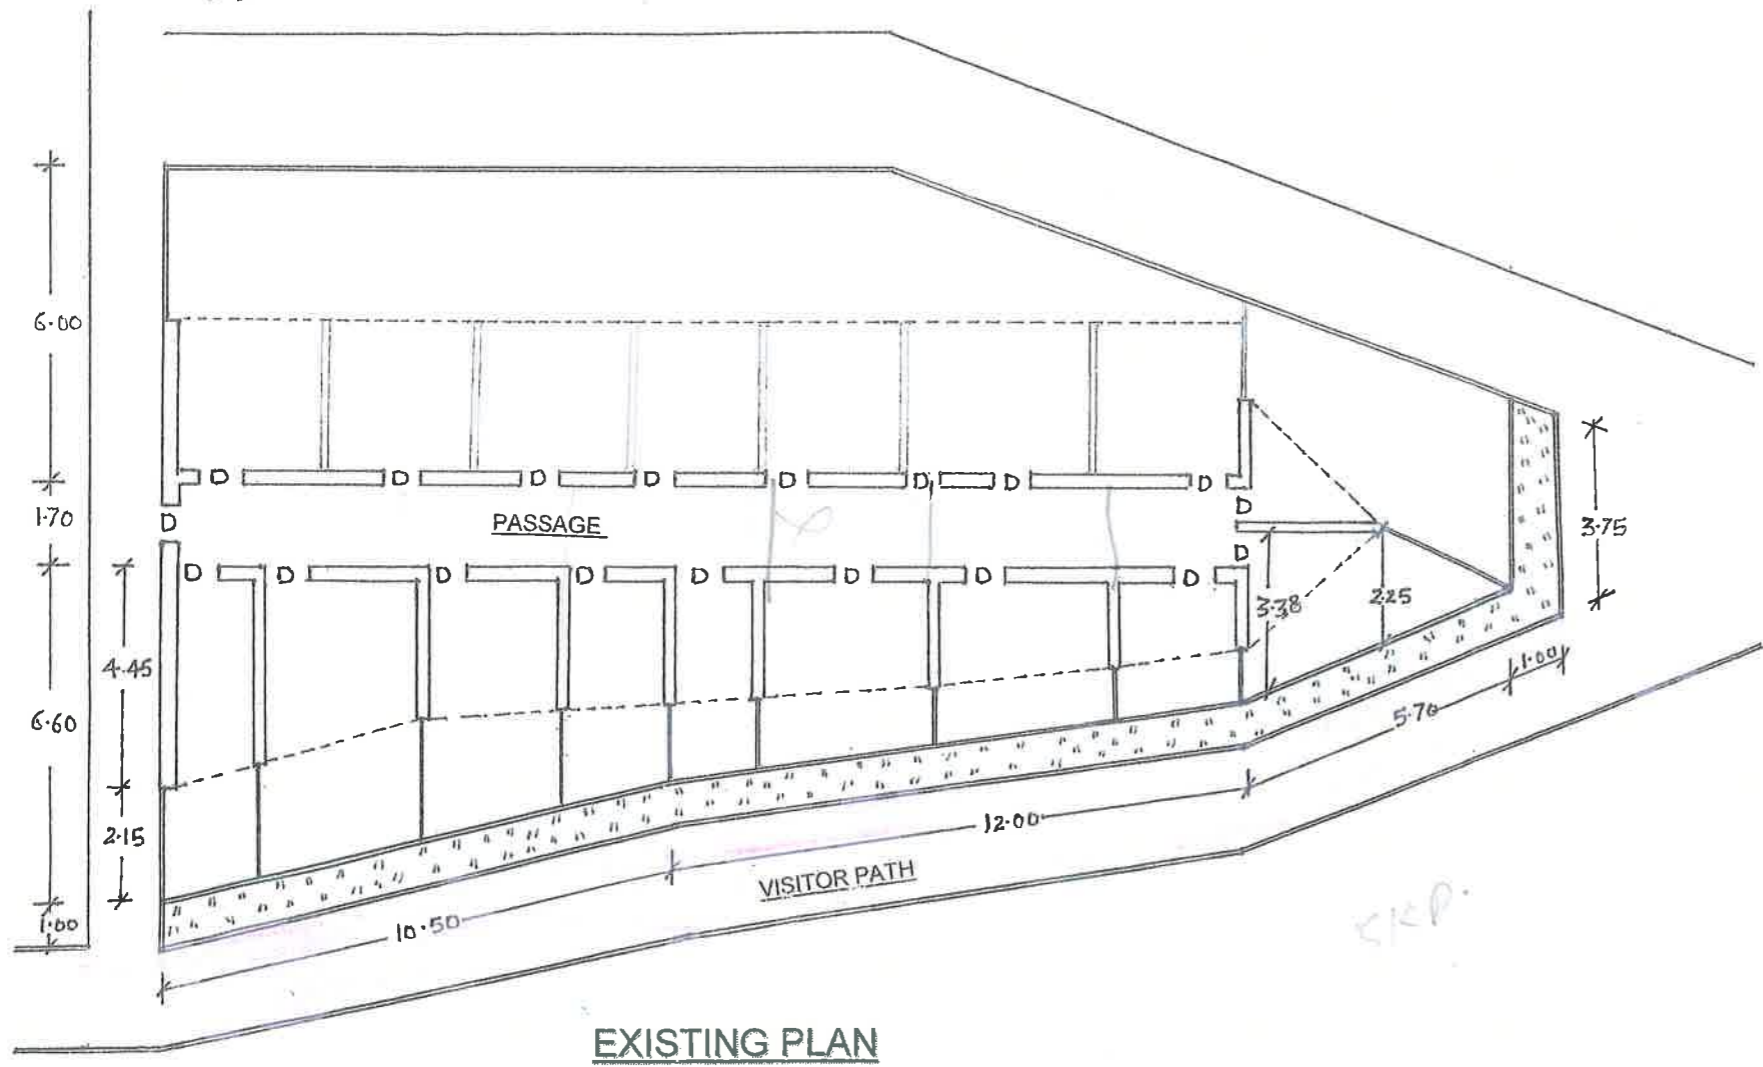 6.00
D D D D D D D D
1.70
D
PASSAGE
D
3.75
D
D D D D D D D
3.38
2.25
4.45
6.60
1.00
5.70
2.15
12.00
VISITOR PATH
1.00
10.50
KKP.
EXISTING PLAN